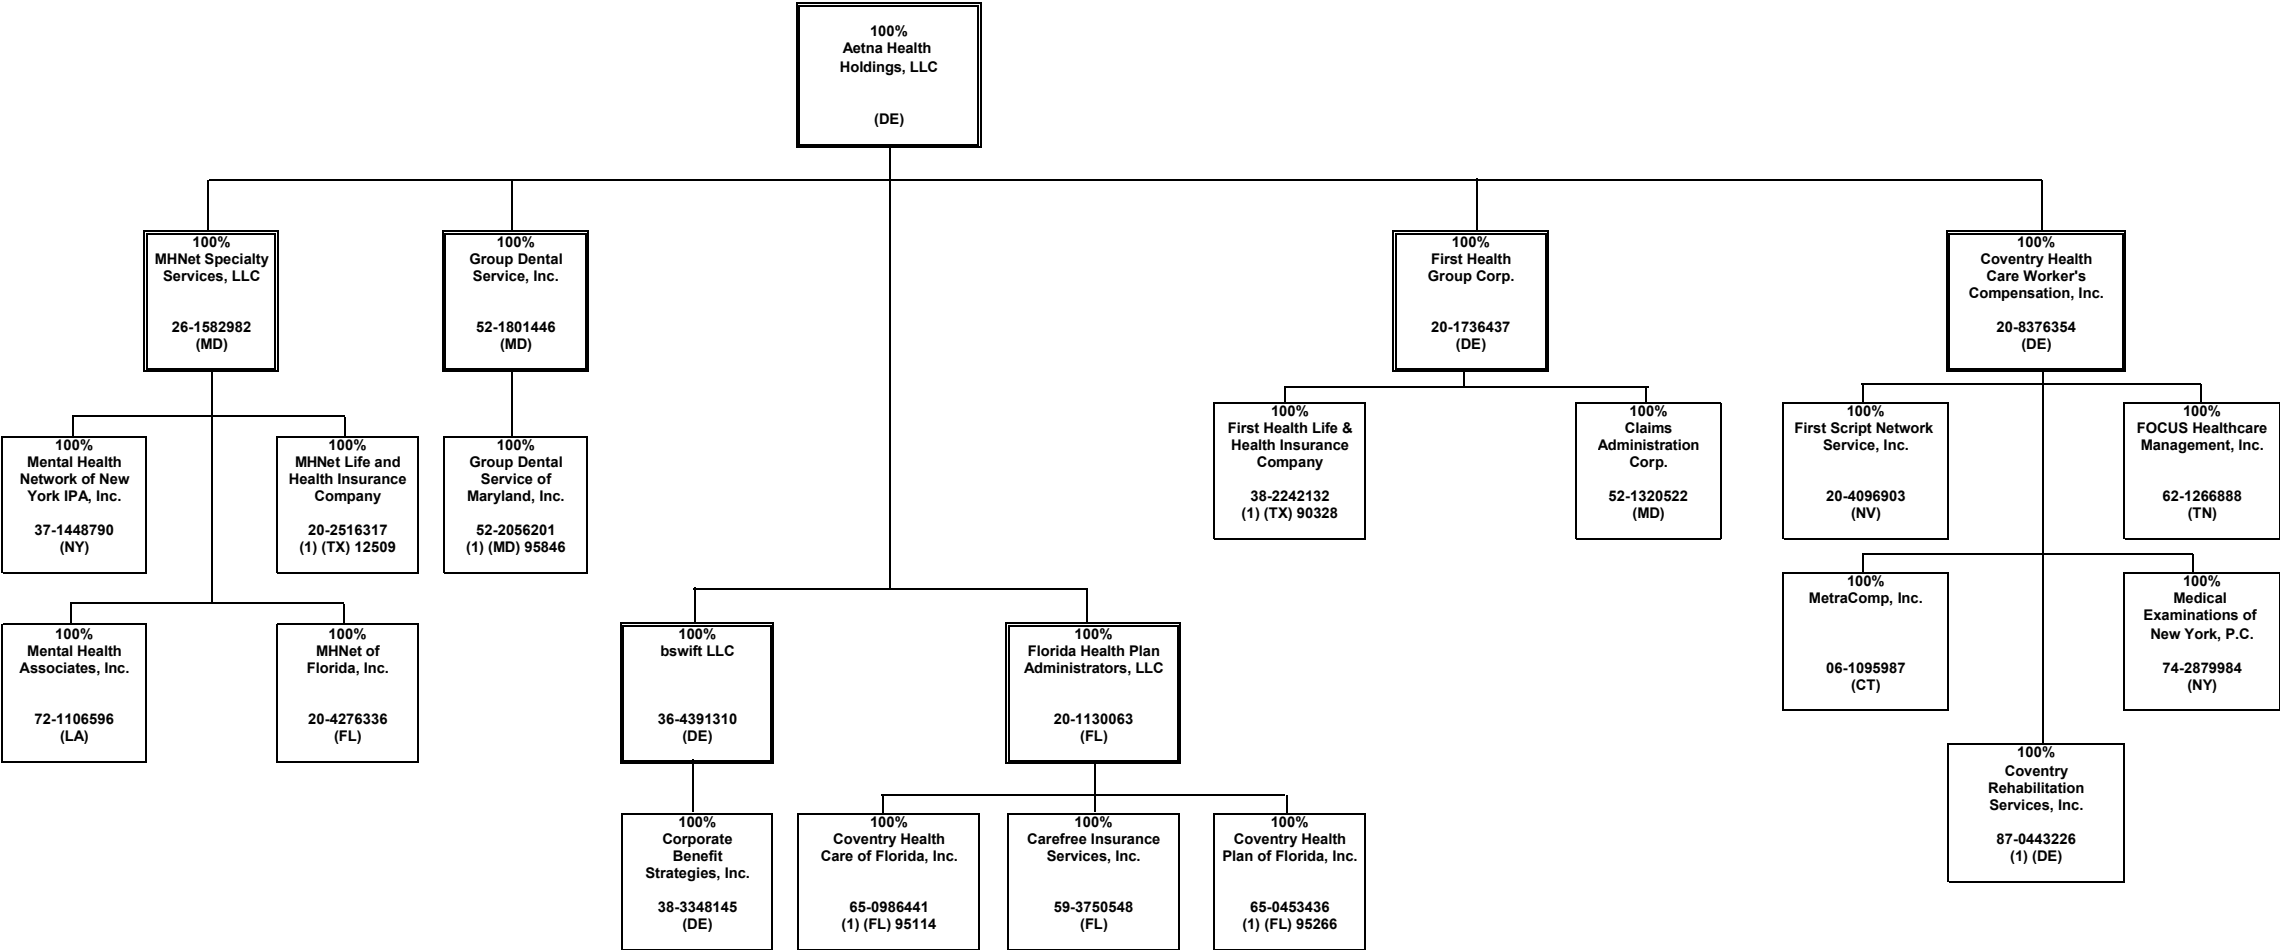 100%
Aetna Health
Holdings, LLC
(DE)
100%
MHNet Specialty
Services, LLC
26-1582982
(MD)
100%
Group Dental
Service, Inc.
52-1801446
(MD)
100%
First Health
Group Corp.
20-1736437
(DE)
100%
Coventry Health
Care Worker's
Compensation, Inc.
20-8376354
(DE)
100%
Mental Health
Network of New
York IPA, Inc.
37-1448790
(NY)
100%
MHNet Life and
Health Insurance
Company
20-2516317
(1) (TX) 12509
100%
Group Dental
Service of
Maryland, Inc.
52-2056201
(1) (MD) 95846
100%
First Health Life &
Health Insurance
Company
38-2242132
(1) (TX) 90328
100%
Claims
Administration
Corp.
52-1320522
(MD)
100%
First Script Network
Service, Inc.
20-4096903
(NV)
100%
FOCUS Healthcare
Management, Inc.
62-1266888
(TN)
100%
Mental Health
Associates, Inc.
72-1106596
(LA)
100%
MHNet of
Florida, Inc.
20-4276336
(FL)
100%
bswift LLC
36-4391310
(DE)
100%
Florida Health Plan
Administrators, LLC
20-1130063
(FL)
100%
MetraComp, Inc.
06-1095987
(CT)
100%
Medical
Examinations of
New York, P.C.
74-2879984
(NY)
100%
Coventry
Rehabilitation
Services, Inc.
87-0443226
(1) (DE)
100%
Corporate
Benefit
Strategies, Inc.
38-3348145
(DE)
100%
Coventry Health
Care of Florida, Inc.
65-0986441
(1) (FL) 95114
100%
Carefree Insurance
Services, Inc.
59-3750548
(FL)
100%
Coventry Health
Plan of Florida, Inc.
65-0453436
(1) (FL) 95266